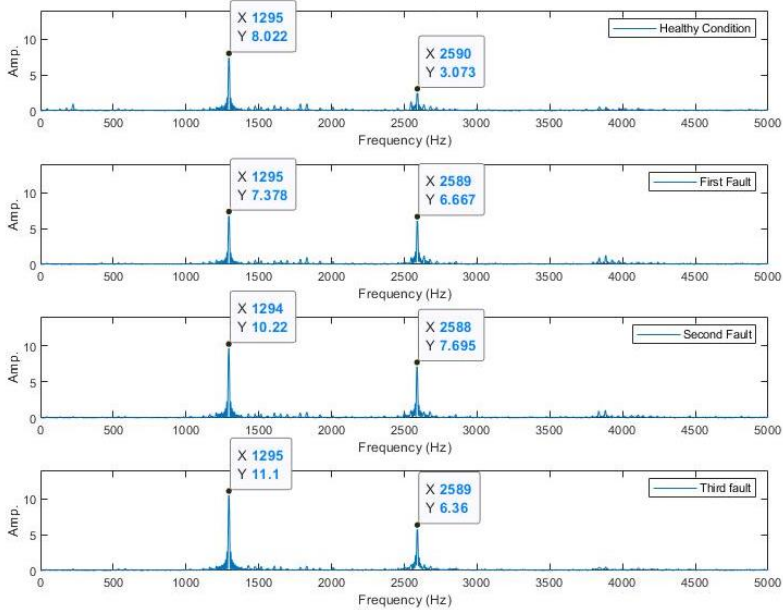 X 1295
Y 8.022
X 2590
Y 3.073
Healthy Condition
Amp.
10
5
0
0 500 1000 1500 2000 2500 3000 3500 4000 4500 5000
Frequency (Hz)
X 1295
Y 7.378
X 2589
Y 6.667
First Fault
Amp.
10
5
0
0 500 1000 1500 2000 2500 3000 3500 4000 4500 5000
Frequency (Hz)
X 1294
Y 10.22
X 2588
Y 7.695
Second Fault
Amp.
10
5
0
0 500 1000 1500 2000 2500 3000 3500 4000 4500 5000
Frequency (Hz)
X 1295
Y 11.1
X 2589
Y 6.36
Third fault
Amp.
10
5
0
0 500 1000 1500 2000 2500 3000 3500 4000 4500 5000
Frequency (Hz)